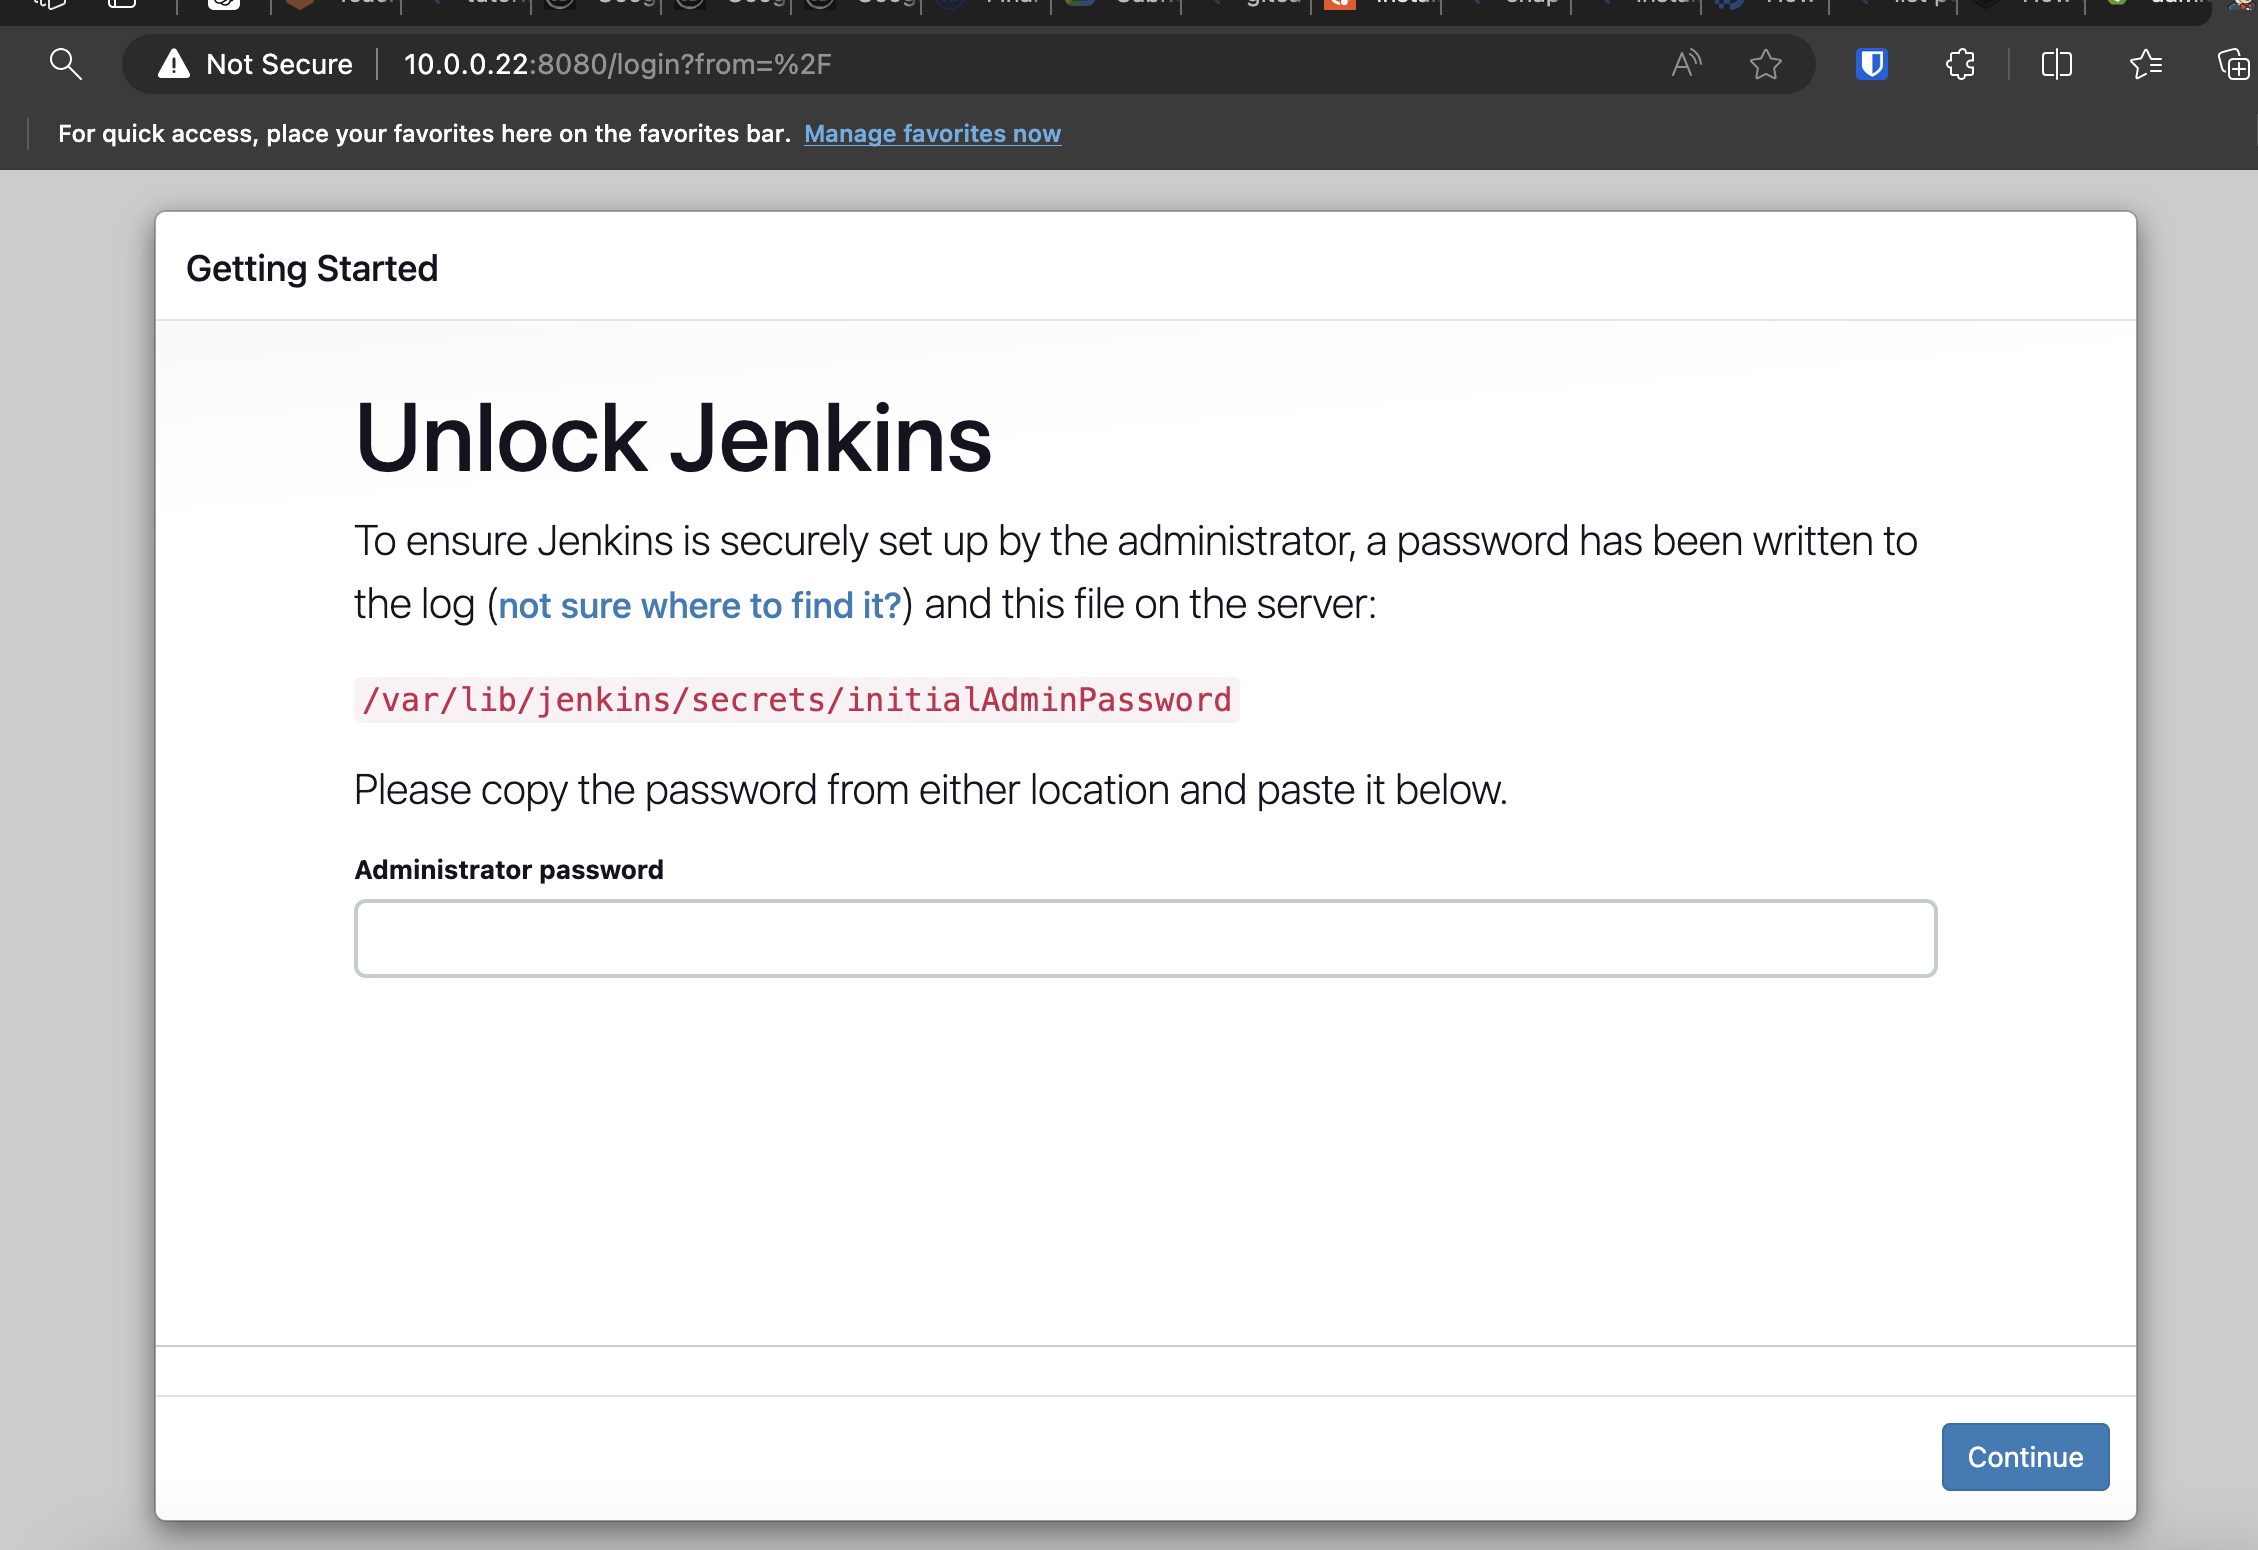 Not Secure 10.0.0.22:8080/login?from=%2F
For quick access, place your favorites here on the favorites bar. Manage favorites now
Getting Started
Unlock Jenkins
To ensure Jenkins is securely set up by the administrator, a password has been written to
the log (not sure where to find it?) and this file on the server:
/var/lib/jenkins/secrets/initialAdminPassword
Please copy the password from either location and paste it below.
Administrator password
Continue